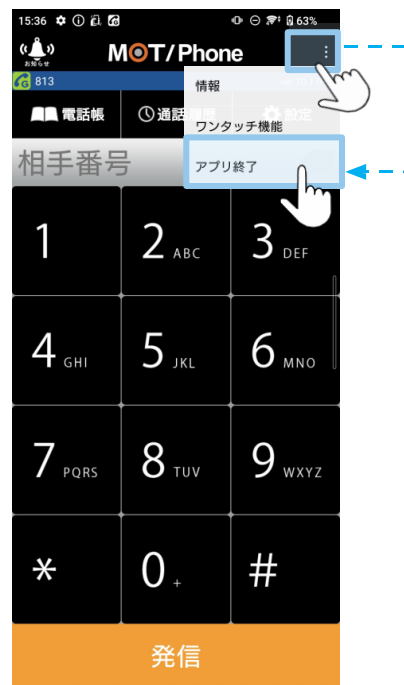 15:36 63%
お知らせ
MOT/Phone
813
情報
電話帳 通話履歴 設定
ワンタッチ機能
相手番号
アプリ終了
1
2 ABC
3 DEF
4 GHI
5 JKL
6 MNO
7 PQRS
8 TUV
9 WXYZ
*
0 +
#
発信